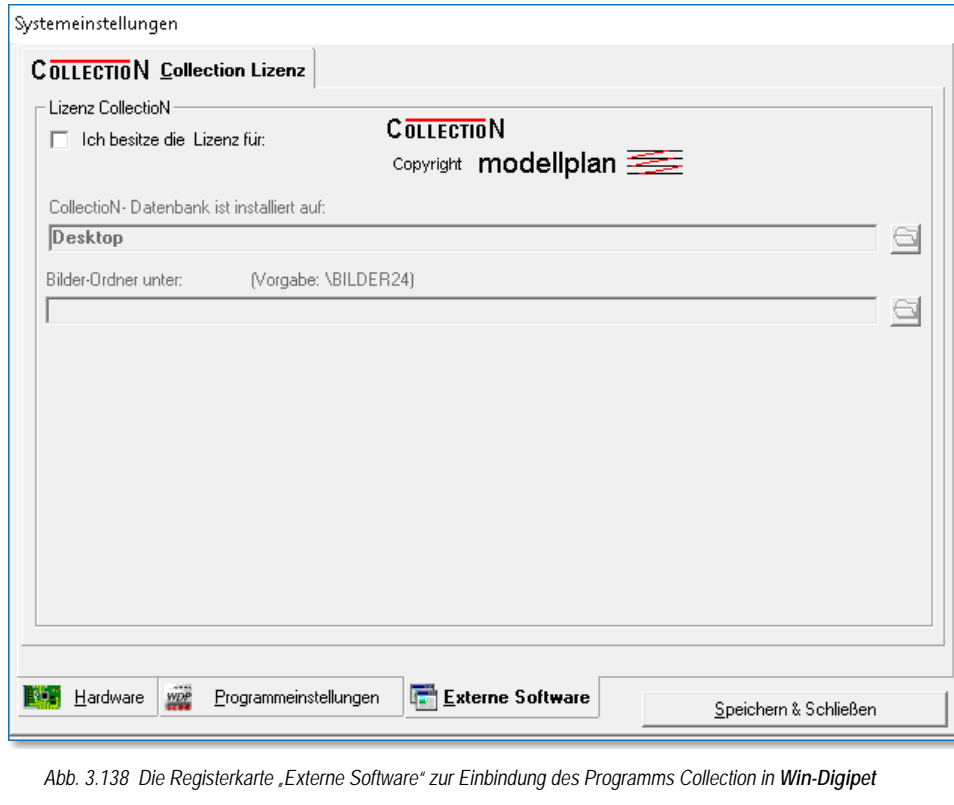 Systemeinstellungen
COLLECTION Collection Lizenz
Lizenz CollectioN
Ich besitze die Lizenz für:
COLLECTION
Copyright modellplan
CollectioN- Datenbank ist installiert auf:
Desktop
Bilder-Ordner unter: (Vorgabe: \BILDER24)
Hardware
WDP
Programmeinstellungen
Externe Software
Speichern & Schließen
Abb. 3.138 Die Registerkarte „Externe Software“ zur Einbindung des Programms Collection in Win-Digipet